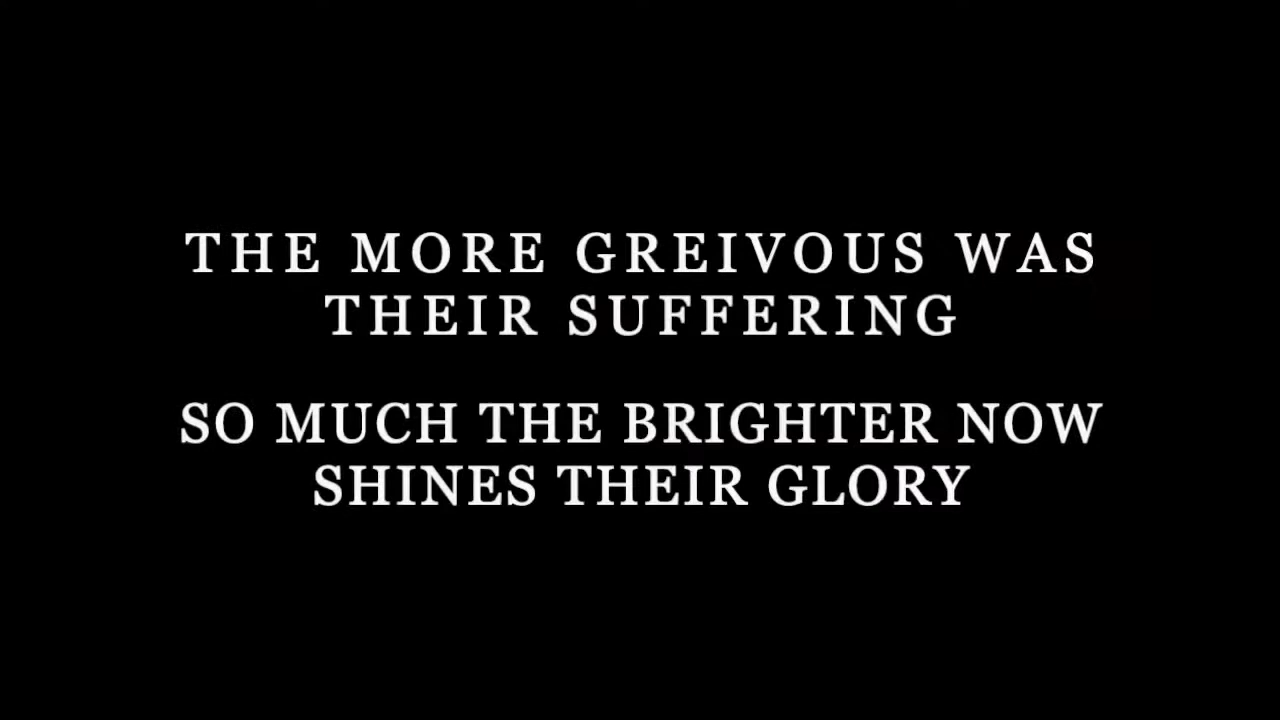 THE MORE GREIVOUS WAS
THEIR SUFFERING
SO MUCH THE BRIGHTER NOW
SHINES THEIR GLORY